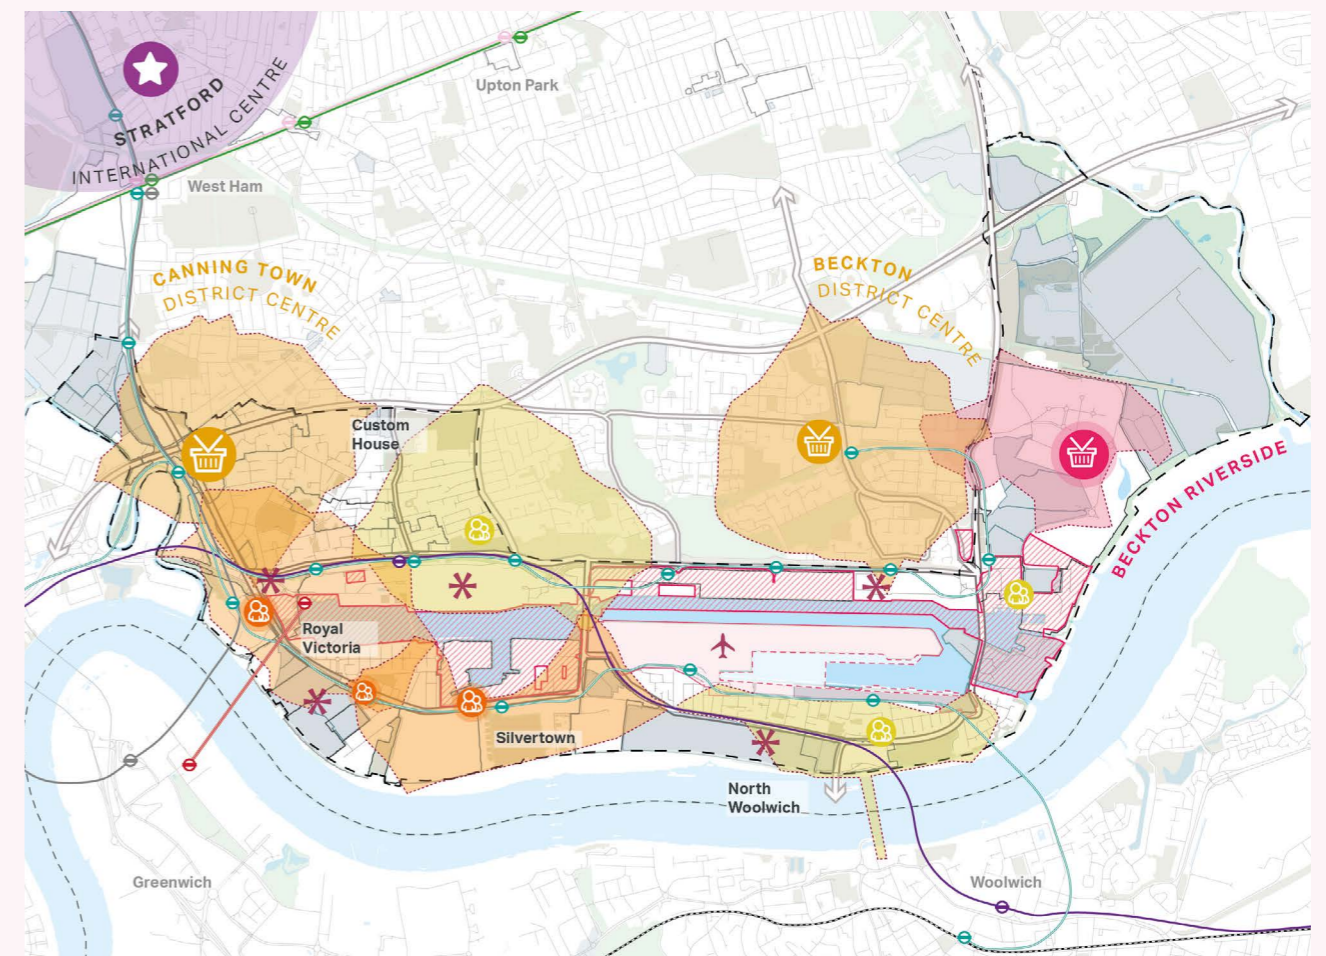 Upton Park
STRATFORD
INTERNATIONAL CENTRE
West Ham
CANNING TOWN
DISTRICT CENTRE
BECKTON
DISTRICT CENTRE
Custom
House
BECKTON RIVERSIDE
Royal
Victoria
Silvertown
North
Woolwich
Greenwich
Woolwich